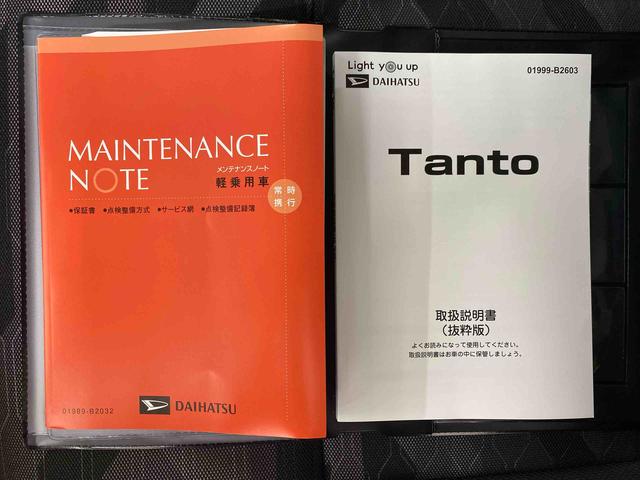 MAINTENANCE
NOTE
メンテナンスノート
軽乗用車
常時
携行
●保証書 ●点検整備方式 ●サービス網 ●点検整備記録簿
01989-B2032
DAIHATSU
Light you up
DAIHATSU
01999-B2603
Tanto
取扱説明書
(抜粋版)
よくお読みになって使用してください。
取扱説明書はお車の中に保管しましょう。